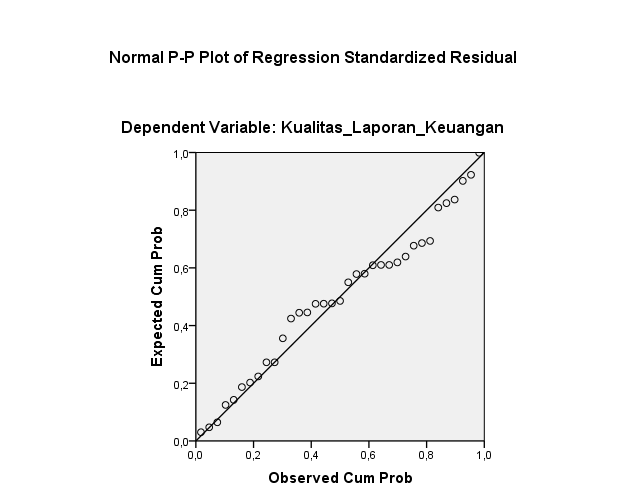 Normal P-P Plot of Regression Standardized Residual
Dependent Variable: Kualitas_Laporan_Keuangan
Expected Cum Prob
1,0
0,8
0,6
0,4
0,2
0,0
0,0 0,2 0,4 0,6 0,8 1,0
Observed Cum Prob